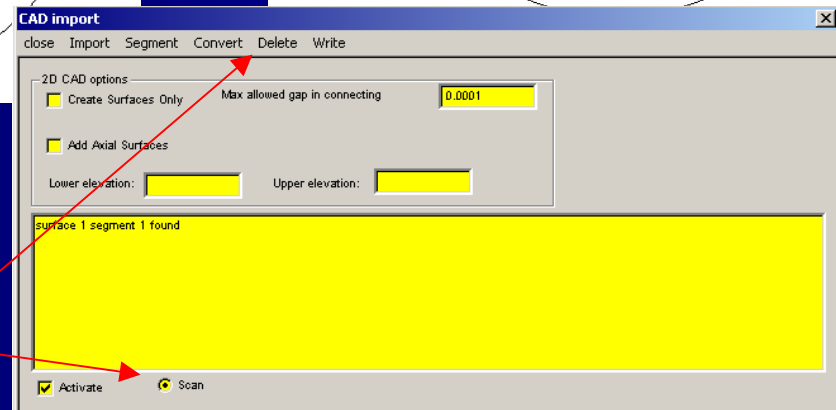 CAD import
close Import Segment Convert Delete Write
2D CAD options
Create Surfaces Only Max allowed gap in connecting 0.0001
Add Axial Surfaces
Lower elevation: Upper elevation:
surface 1 segment 1 found
Activate Scan